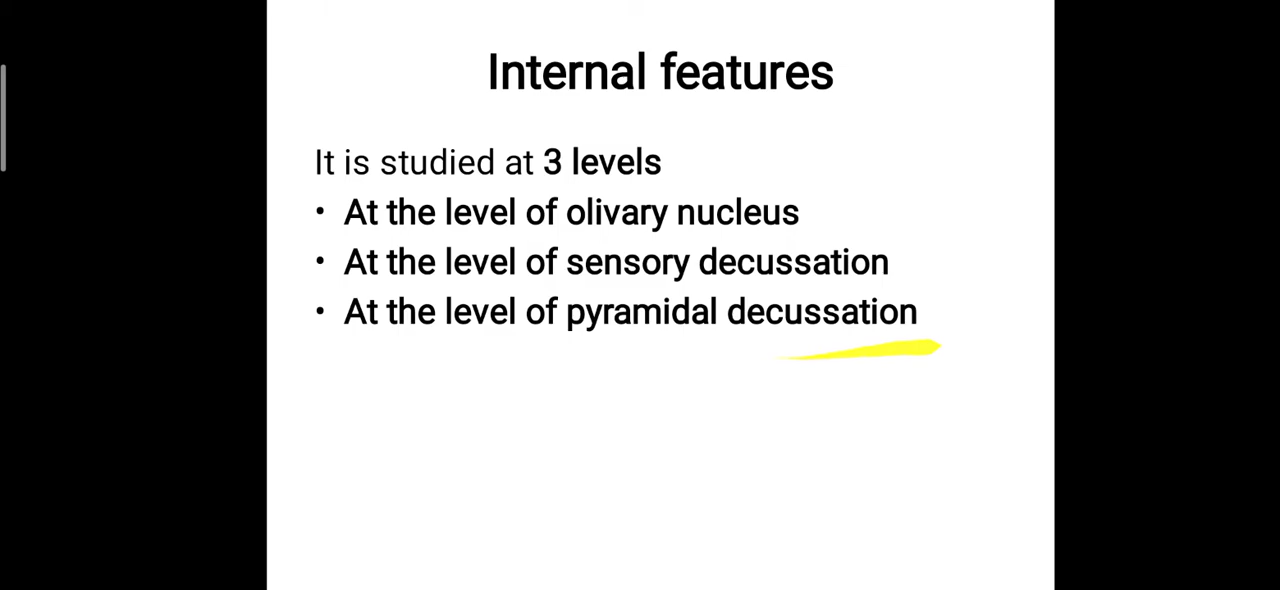 Internal features
It is studied at 3 levels
• At the level of olivary nucleus
• At the level of sensory decussation
• At the level of pyramidal decussation